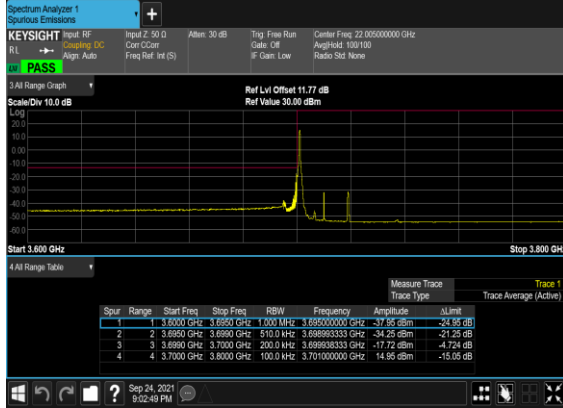 Spectrum Analyzer 1
Spurious Emissions
+
KEYSIGHT Input: RF Input Z: 50 Ω Atten: 30 dB Trig: Free Run Center Freq: 22.005000000 GHz
RL Coupling: DC Corr CCorr Gate: Off Avg|Hold: 100/100
Align: Auto Freq Ref: Int (S) IF Gain: Low Radio Std: None
PASS
3 All Range Graph
Ref Lvl Offset 11.77 dB
Scale/Div 10.0 dB Ref Value 30.00 dBm
Log
20.0
10.0
0.00
-10.0
-20.0
-30.0
-40.0
-50.0
-60.0
Start 3.600 GHz Stop 3.800 GHz
4 All Range Table
Measure Trace Trace 1
Trace Type Trace Average (Active)
Spur Range Start Freq Stop Freq RBW Frequency Amplitude ΔLimit
1 1 3.6000 GHz 3.6950 GHz 1.000 MHz 3.695000000 GHz -37.95 dBm -24.95 dB
2 2 3.6950 GHz 3.6990 GHz 510.0 kHz 3.698993333 GHz -34.25 dBm -21.25 dB
3 3 3.6990 GHz 3.7000 GHz 200.0 kHz 3.699938333 GHz -17.72 dBm -4.724 dB
4 4 3.7000 GHz 3.8000 GHz 100.0 kHz 3.701000000 GHz 14.95 dBm -15.05 dB
? Sep 24, 2021
9:02:49 PM